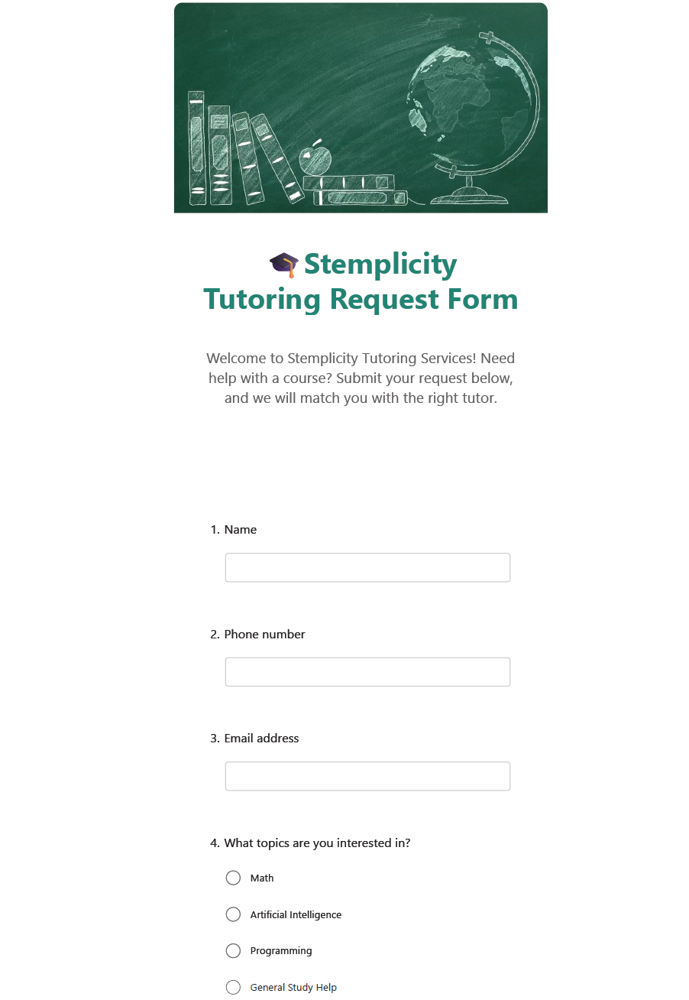 Stemplicity
Tutoring Request Form
Welcome to Stemplicity Tutoring Services! Need
help with a course? Submit your request below,
and we will match you with the right tutor.
1. Name
2. Phone number
3. Email address
4. What topics are you interested in?
Math
Artificial Intelligence
Programming
General Study Help